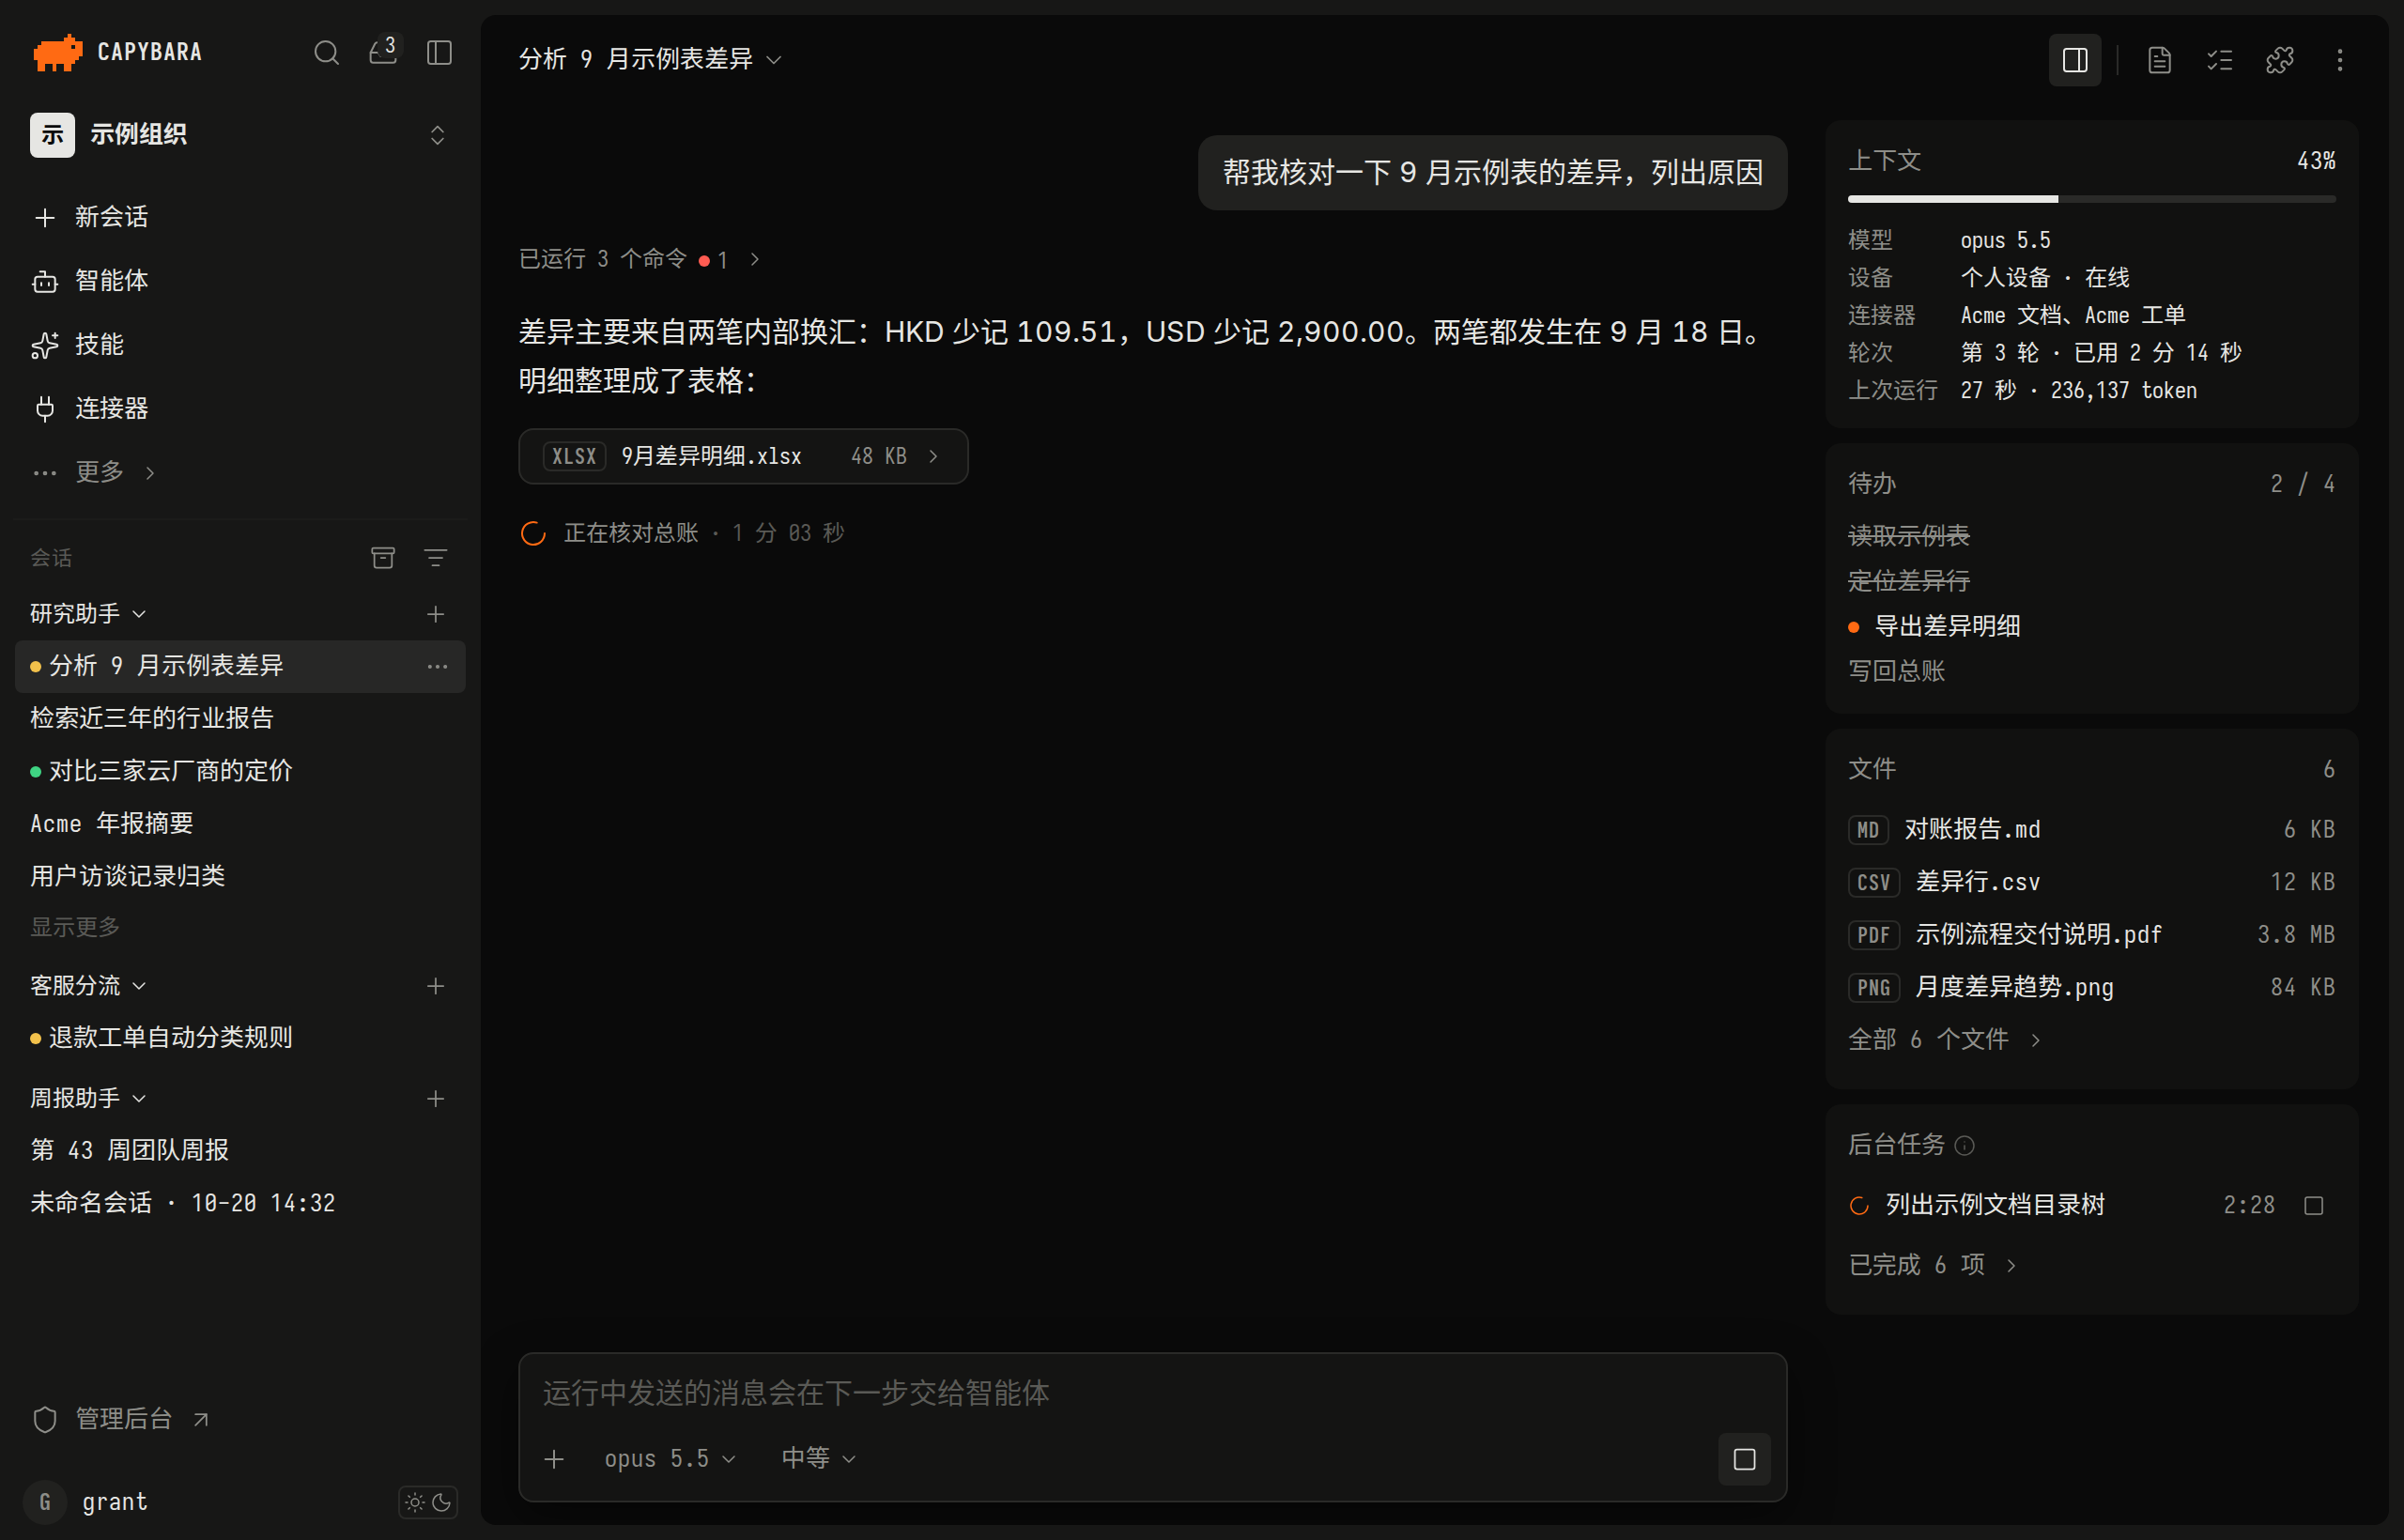 CAPYBARA
3
示 示例组织
新会话
智能体
技能
连接器
更多
会话
研究助手
分析 9 月示例表差异
检索近三年的行业报告
对比三家云厂商的定价
Acme 年报摘要
用户访谈记录归类
显示更多
客服分流
退款工单自动分类规则
周报助手
第 43 周团队周报
未命名会话 · 10-20 14:32
管理后台
G grant
分析 9 月示例表差异
帮我核对一下 9 月示例表的差异，列出原因
已运行 3 个命令 1
差异主要来自两笔内部换汇：HKD 少记 109.51，USD 少记 2,900.00。两笔都发生在 9 月 18 日。
明细整理成了表格：
XLSX 9月差异明细.xlsx 48 KB
正在核对总账 · 1 分 03 秒
运行中发送的消息会在下一步交给智能体
opus 5.5 中等
上下文 43%
模型 opus 5.5
设备 个人设备 · 在线
连接器 Acme 文档、Acme 工单
轮次 第 3 轮 · 已用 2 分 14 秒
上次运行 27 秒 · 236,137 token
待办 2 / 4
读取示例表
定位差异行
导出差异明细
写回总账
文件 6
MD 对账报告.md 6 KB
CSV 差异行.csv 12 KB
PDF 示例流程交付说明.pdf 3.8 MB
PNG 月度差异趋势.png 84 KB
全部 6 个文件
后台任务
列出示例文档目录树 2:28
已完成 6 项